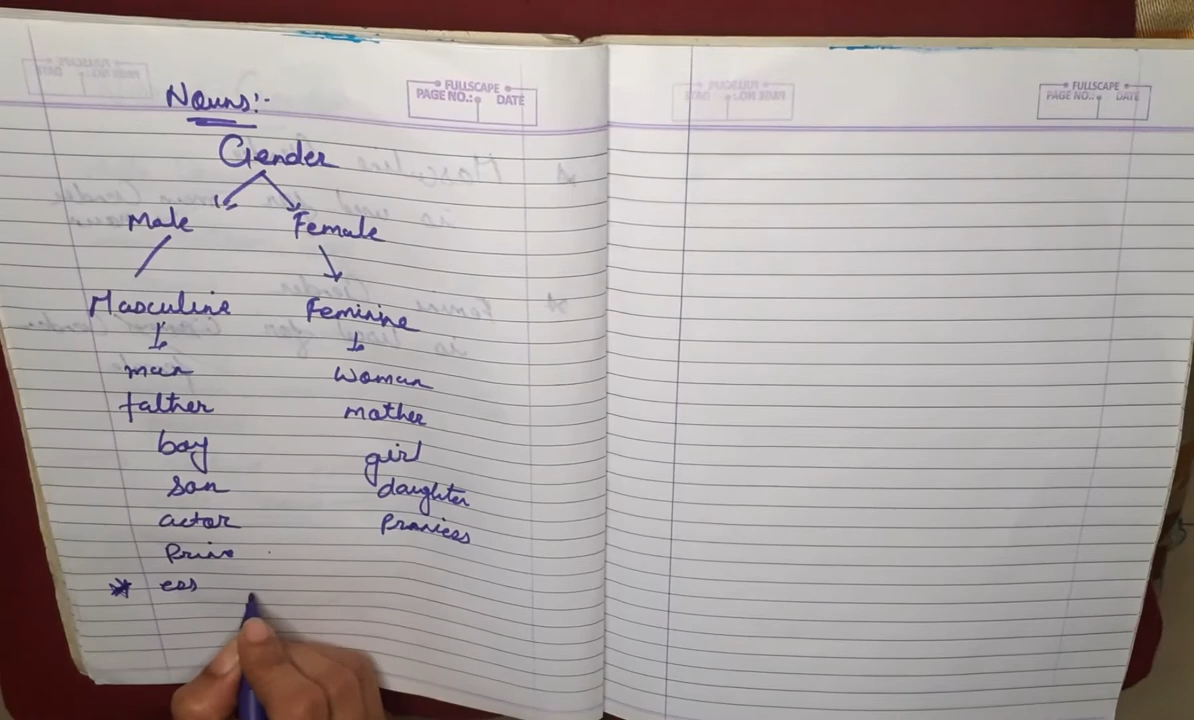 FULLSCAPE
PAGE NO.: DATE
FULLSCAPE
PAGE NO.: DATE
Nouns:-
Gender
Male Female
Masculine Feminine
man woman
father mother
boy girl
son daughter
actor
ess